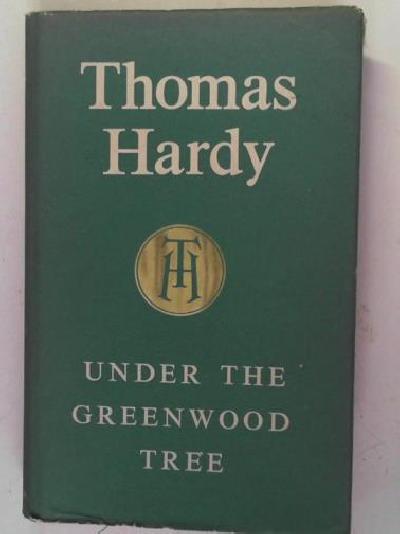 Thomas
Hardy
TH
UNDER THE
GREENWOOD
TREE